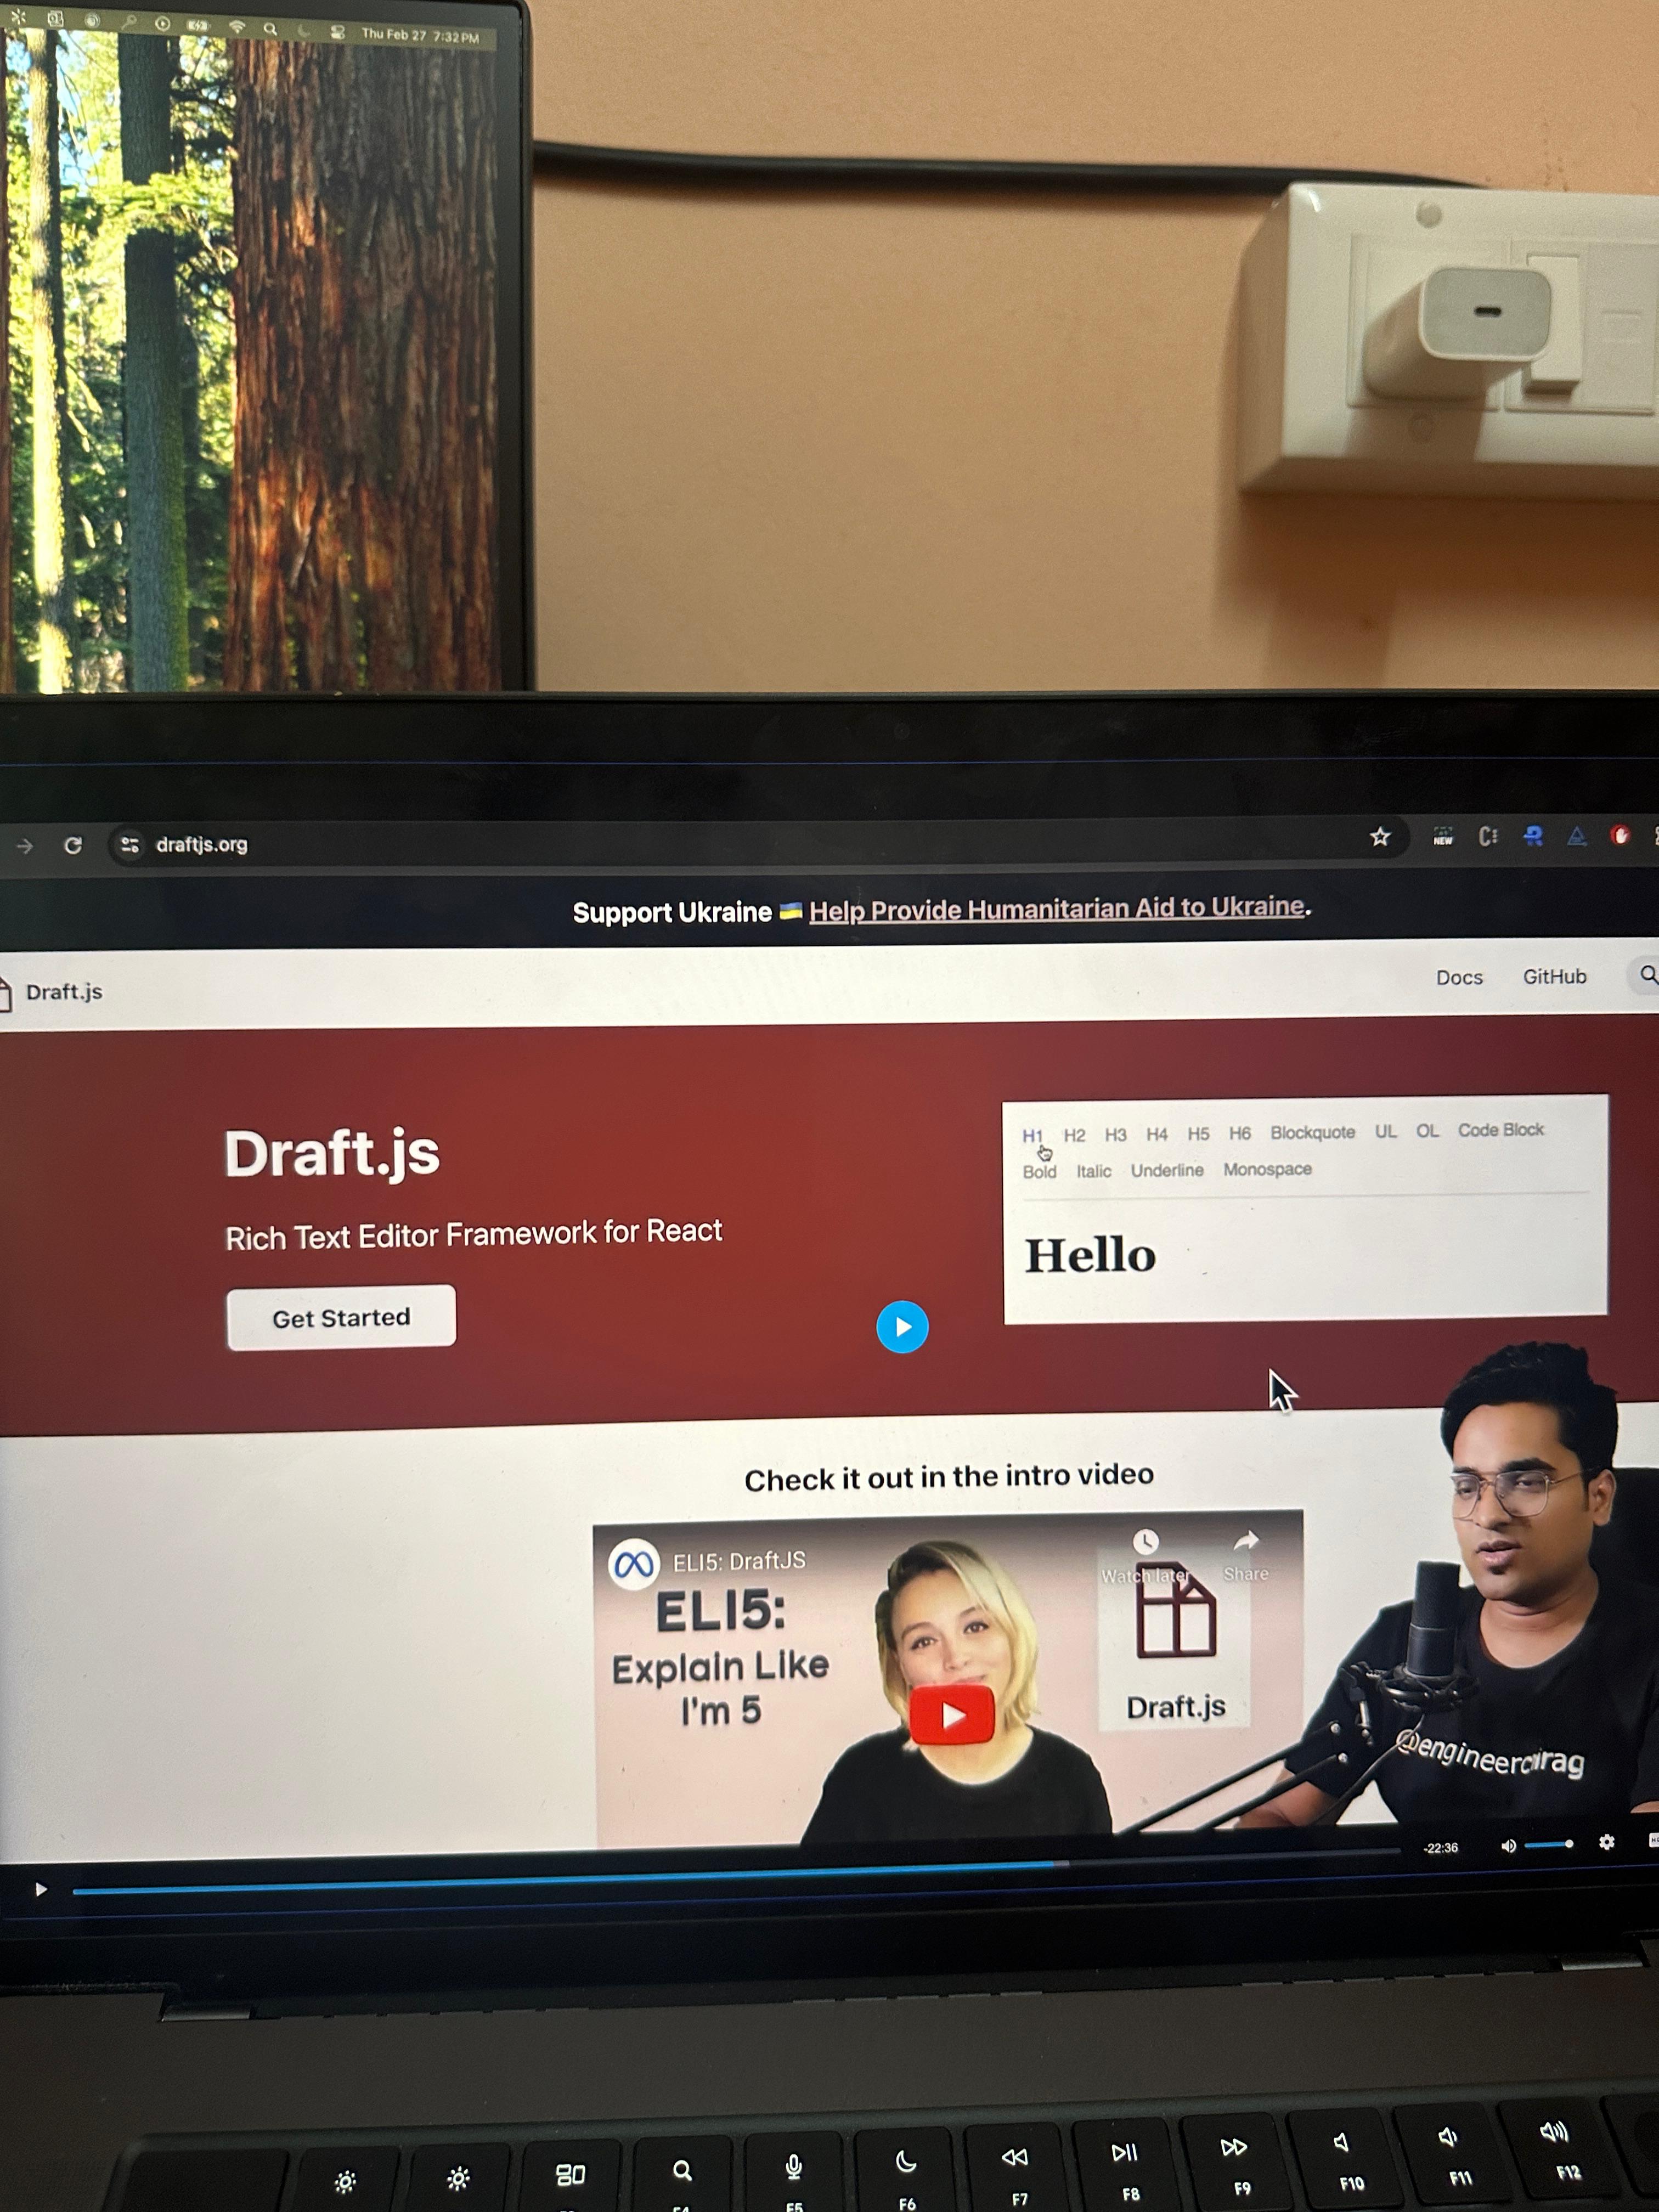 Thu Feb 27 7:32 PM
draftjs.org
NEW
Support Ukraine 🇺🇦 Help Provide Humanitarian Aid to Ukraine.
Draft.js
Docs GitHub
Draft.js
Rich Text Editor Framework for React
Get Started
H1 H2 H3 H4 H5 H6 Blockquote UL OL Code Block
Bold Italic Underline Monospace
Hello
Check it out in the intro video
ELI5: DraftJS
Watch later Share
ELI5:
Explain Like
I'm 5
Draft.js
@engineerchirag
-22:36
F4 F5 F6 F7 F8 F9 F10 F11 F12